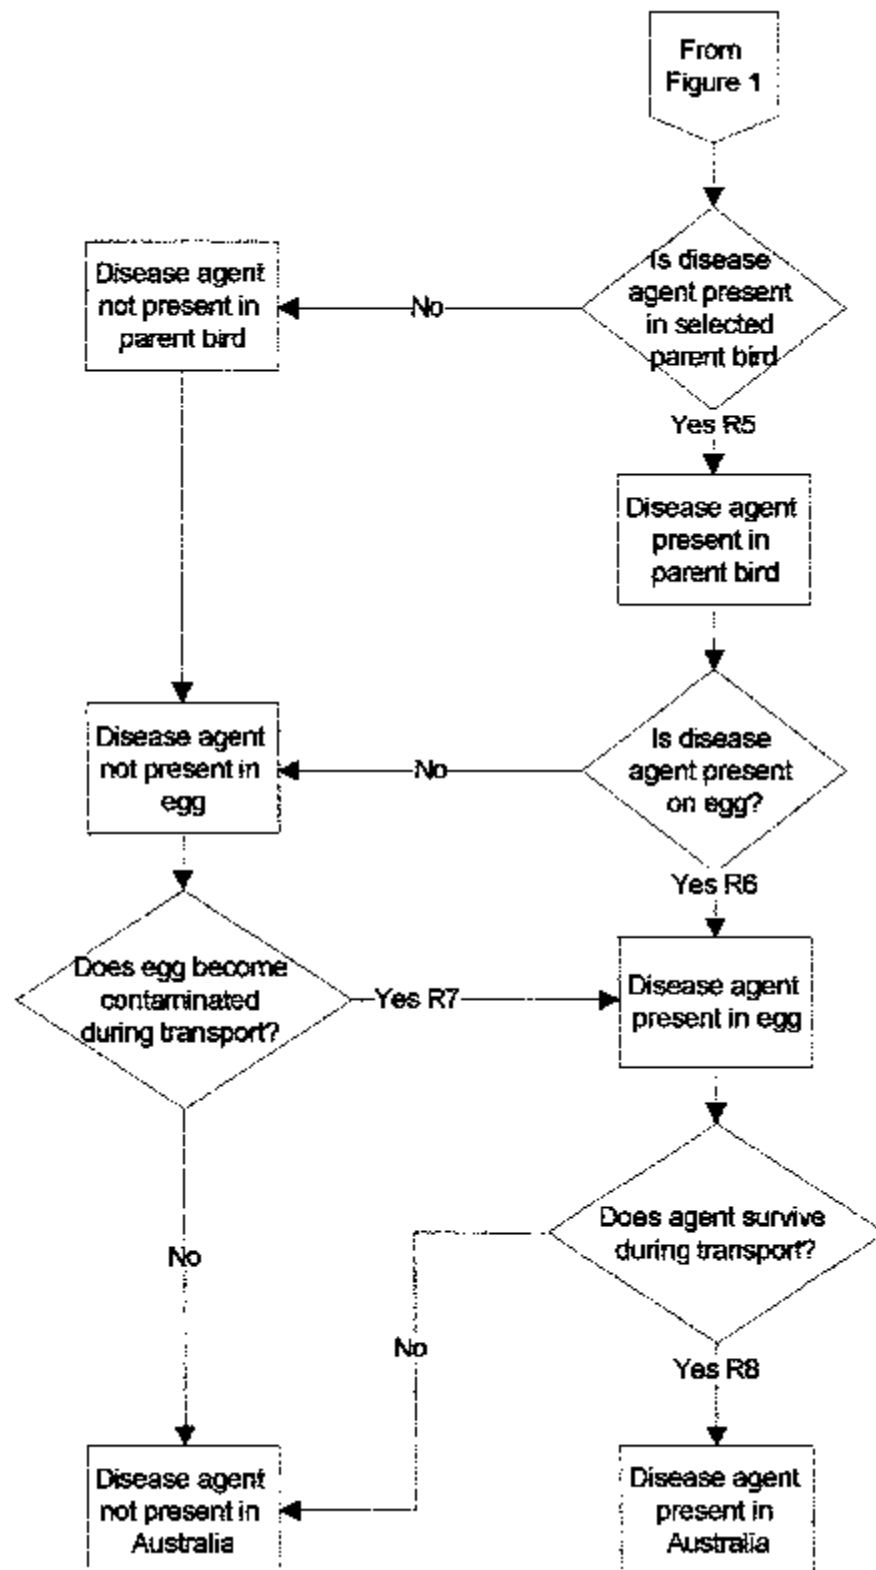 From
Figure 1
Is disease
agent present
in selected
parent bird
No
Disease agent
not present in
parent bird
Yes R5
Disease agent
present in
parent bird
Is disease
agent present
on egg?
No
Disease agent
not present in
egg
Yes R6
Does egg become
contaminated
during transport?
Yes R7
Disease agent
present in egg
Does agent survive
during transport?
No
No
Yes R8
Disease agent
not present in
Australia
Disease agent
present in
Australia